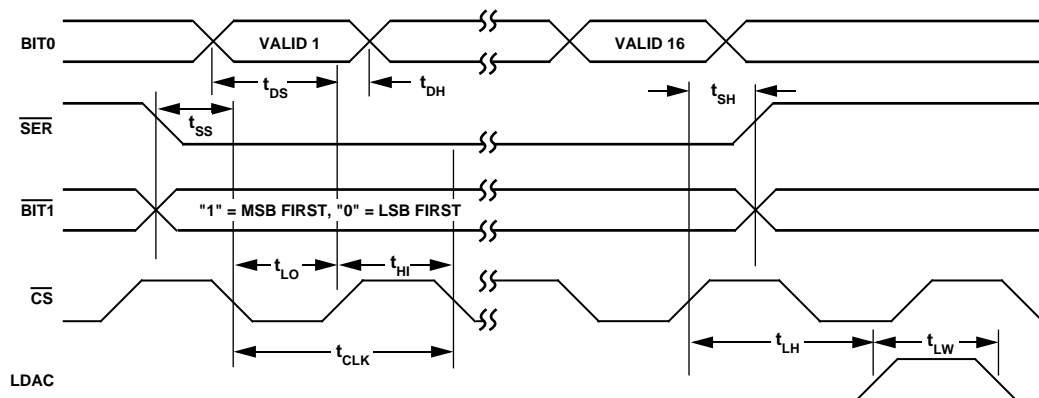 BIT0
VALID 1
VALID 16
tDS
tDH
tSH
SER
tSS
BIT1
"1" = MSB FIRST, "0" = LSB FIRST
tLO
tHI
CS
tCLK
tLH
tLW
LDAC